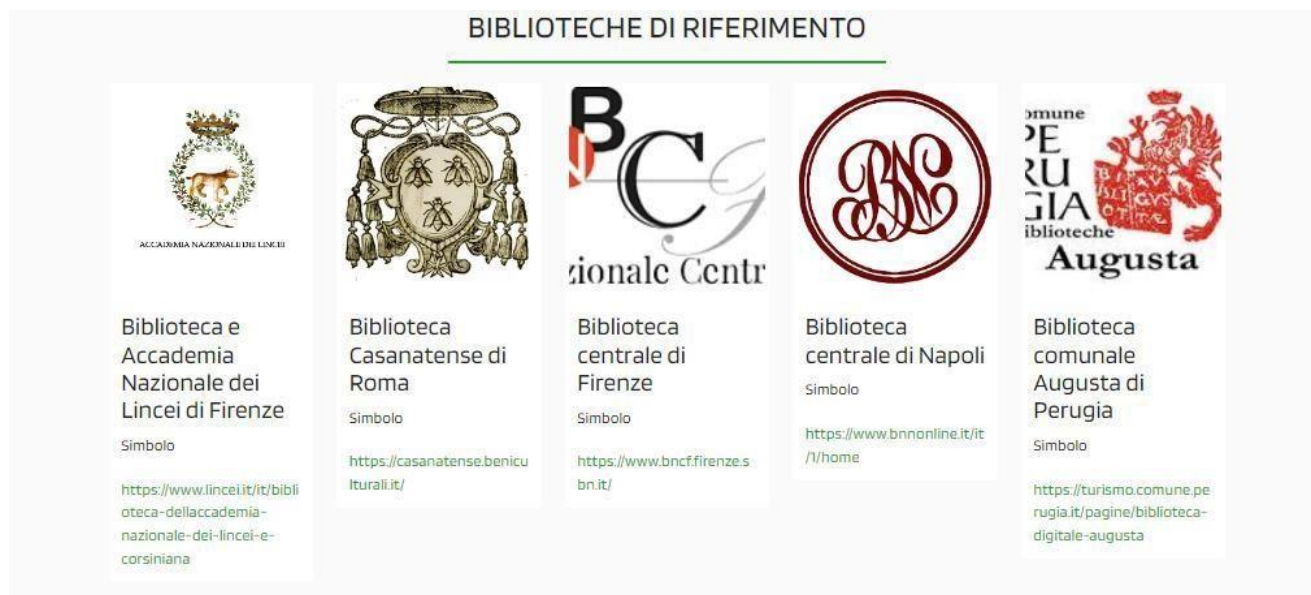 BIBLIOTECHE DI RIFERIMENTO
ACCADEMIA NAZIONALE DEI LINCEI
Biblioteca e
Accademia
Nazionale dei
Lincei di Firenze
Simbolo
https://www.lincei.it/it/bibli
oteca-dellaccademia-
nazionale-dei-lincei-e-
corsiniana
Biblioteca
Casanatense di
Roma
Simbolo
https://casanatense.benicu
lturali.it/
B
N
C
F
zionale Centr
Biblioteca
centrale di
Firenze
Simbolo
https://www.bncf.firenze.s
bn.it/
BNC
Biblioteca
centrale di Napoli
Simbolo
https://www.bnnonline.it/it
/1/home
omune
PE
RU
GIA
biblioteche
Augusta
Biblioteca
comunale
Augusta di
Perugia
Simbolo
https://turismo.comune.pe
rugia.it/pagine/biblioteca-
digitale-augusta